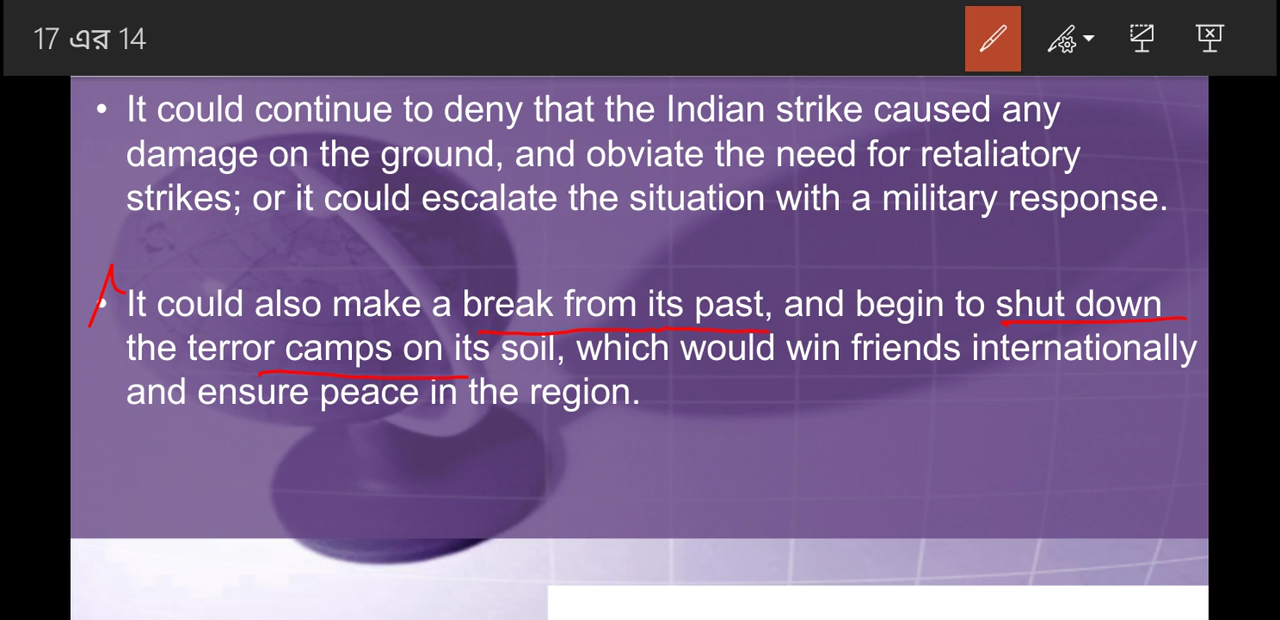 17 এর 14
• It could continue to deny that the Indian strike caused any
damage on the ground, and obviate the need for retaliatory
strikes; or it could escalate the situation with a military response.
• It could also make a break from its past, and begin to shut down
the terror camps on its soil, which would win friends internationally
and ensure peace in the region.